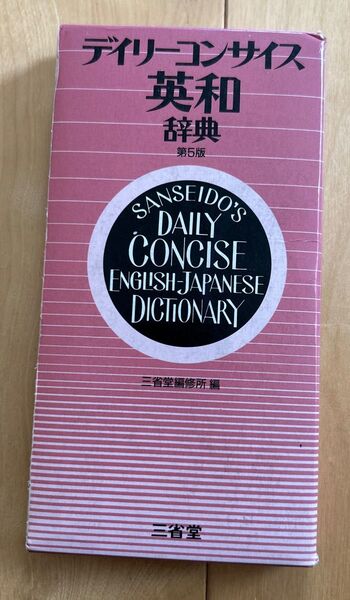 デイリーコンサイス
英和
辞典
第5版
SANSEIDO'S
DAILY
CONCISE
ENGLISH-JAPANESE
DICTIONARY
三省堂編修所 編
三省堂